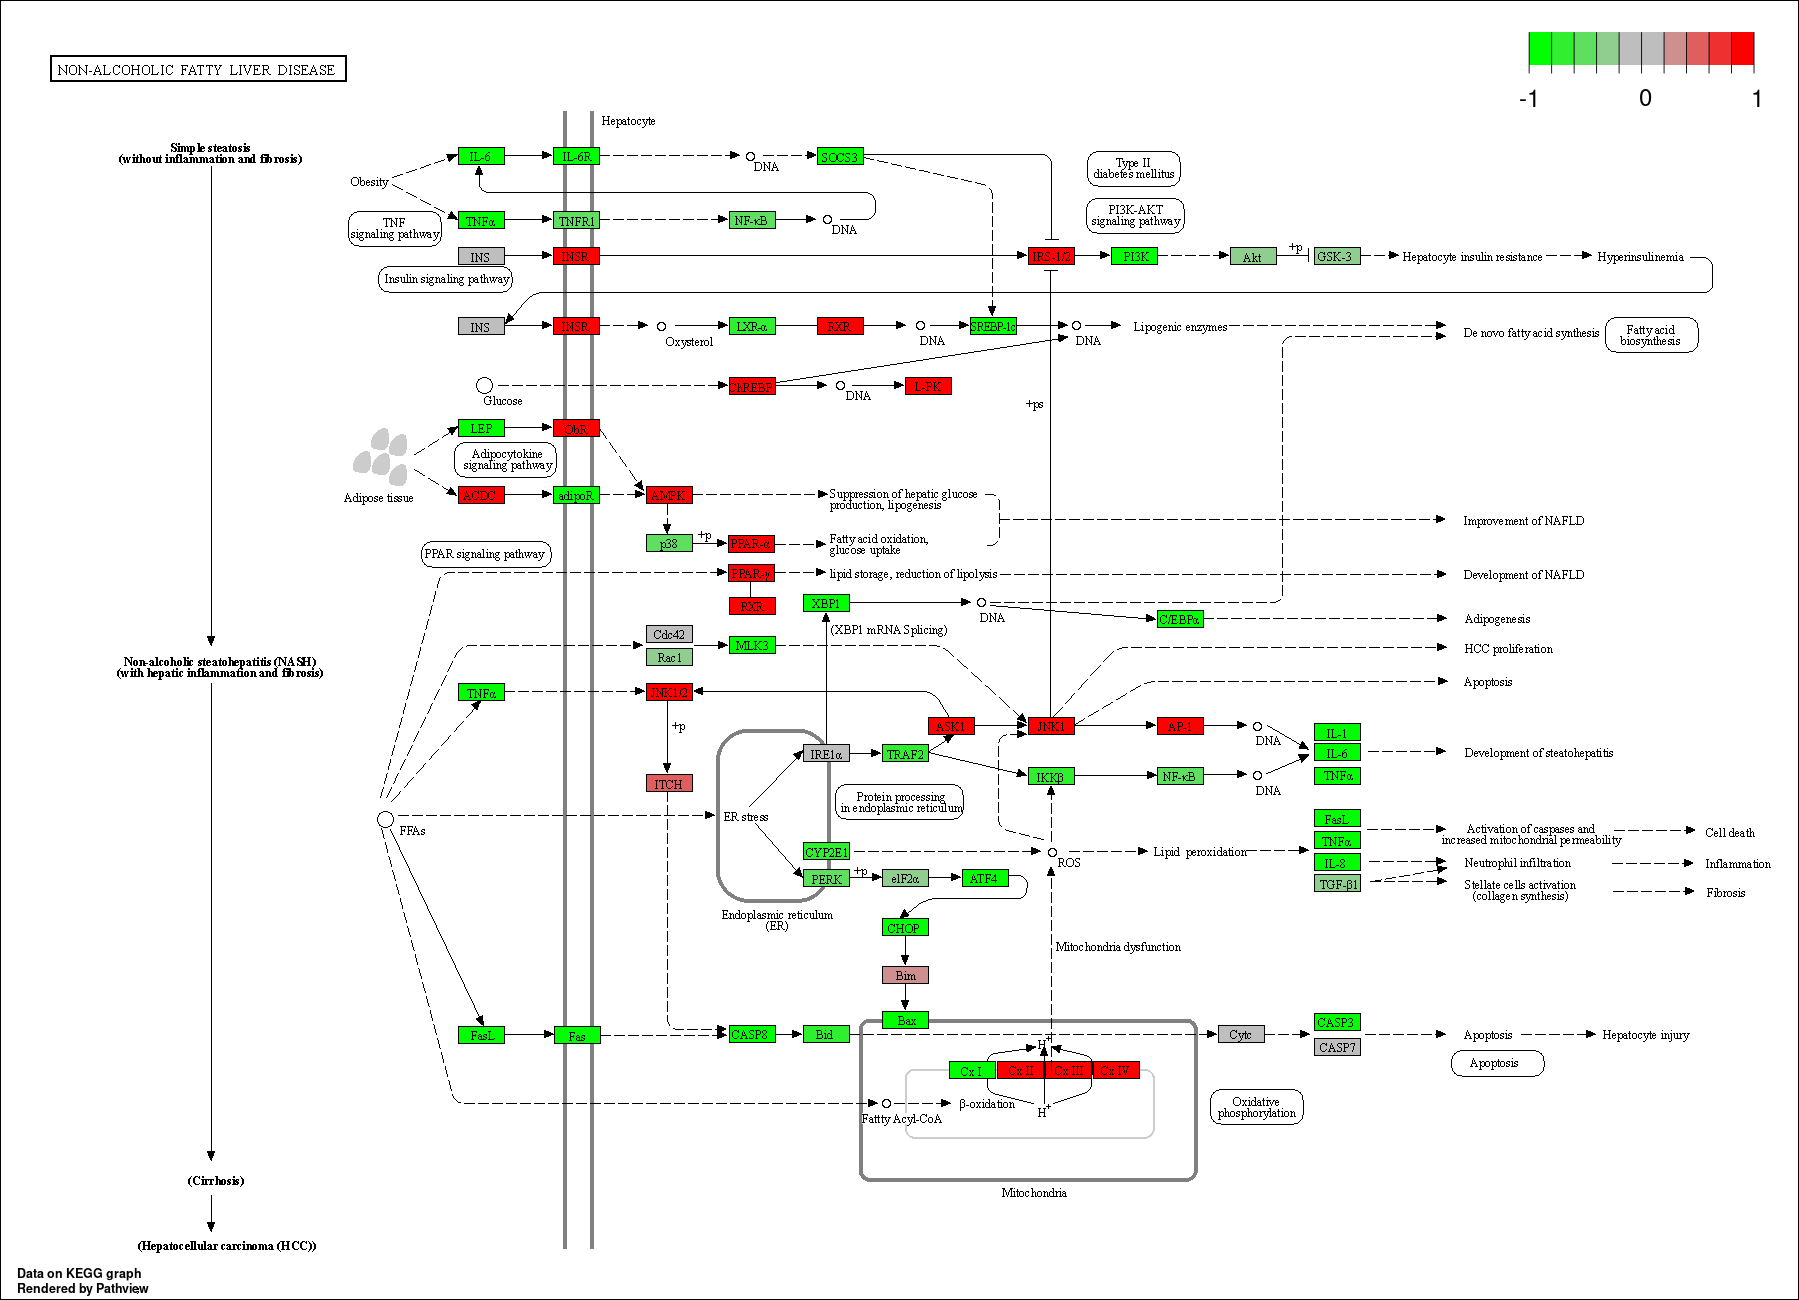 NON-ALCOHOLIC FATTY LIVER DISEASE
-1
0
1
Hepatocyte
Simple steatosis
(without inflammation and fibrosis)
IL-6
IL-6R
DNA
SOCS3
Type II
diabetes mellitus
Obesity
TNF
signaling pathway
TNFα
TNFR1
NF-κB
DNA
PI3K-AKT
signaling pathway
INS
INSR
IRS-1/2
PI3K
Akt
+p
GSK-3
Hepatocyte insulin resistance
Hyperinsulinemia
Insulin signaling pathway
INS
INSR
Oxysterol
LXR-α
RXR
DNA
SREBP-1c
DNA
Lipogenic enzymes
De novo fatty acid synthesis
Fatty acid
biosynthesis
Glucose
ChREBP
DNA
L-PK
+ps
LEP
ObR
Adipocytokine
signaling pathway
Adipose tissue
ACDC
adipoR
AMPK
Suppression of hepatic glucose
production, lipogenesis
Improvement of NAFLD
p38
+p
PPAR-α
Fatty acid oxidation,
glucose uptake
PPAR signaling pathway
PPAR-γ
lipid storage, reduction of lipolysis
Development of NAFLD
RXR
XBP1
DNA
C/EBPα
Adipogenesis
(XBP1 mRNA Splicing)
Cdc42
Rac1
MLK3
HCC proliferation
Non-alcoholic steatohepatitis (NASH)
(with hepatic inflammation and fibrosis)
TNFα
JNK1/2
Apoptosis
+p
ASK1
JNK1
AP-1
DNA
IL-1
IL-6
TNFα
Development of steatohepatitis
IRE1α
TRAF2
IKKβ
NF-κB
DNA
ITCH
Protein processing
in endoplasmic reticulum
ER stress
FFAs
FasL
TNFα
IL-8
TGF-β1
Activation of caspases and
increased mitochondrial permeability
Cell death
CYP2E1
ROS
Lipid peroxidation
Neutrophil infiltration
Inflammation
PERK
+p
eIF2α
ATF4
Stellate cells activation
(collagen synthesis)
Fibrosis
Endoplasmic reticulum
(ER)
CHOP
Mitochondria dysfunction
Bim
Bax
FasL
Fas
CASP8
Bid
Cytc
CASP3
CASP7
Apoptosis
Hepatocyte injury
H+
Cx I
Cx II
Cx III
Cx IV
Apoptosis
Fattty Acyl-CoA
β-oxidation
H+
Oxidative
phosphorylation
(Cirrhosis)
Mitochondria
(Hepatocellular carcinoma (HCC))
Data on KEGG graph
Rendered by Pathview